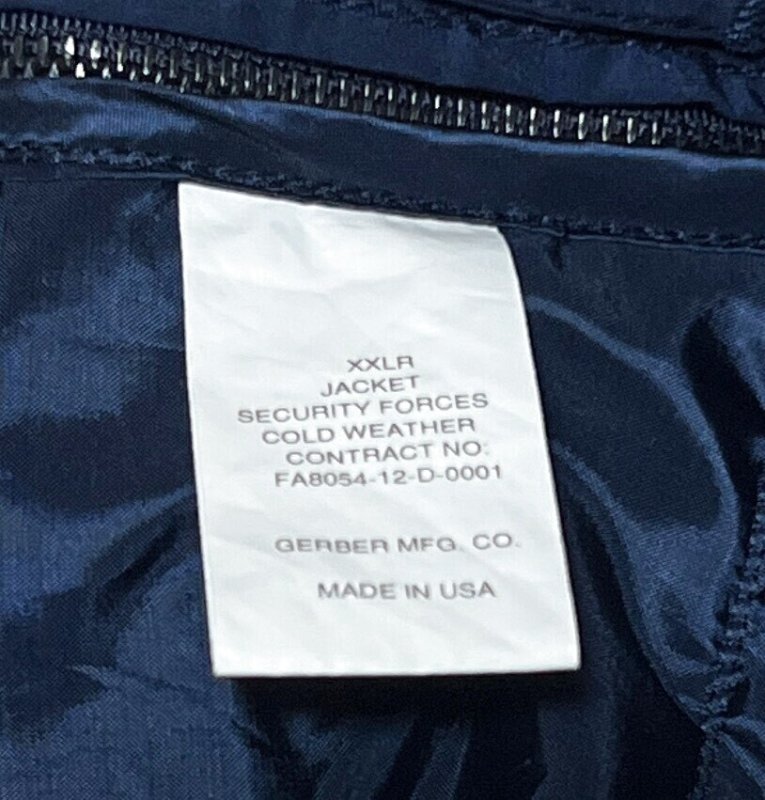 XXLR
JACKET
SECURITY FORCES
COLD WEATHER
CONTRACT NO:
FA8054-12-D-0001
GERBER MFG. CO.
MADE IN USA